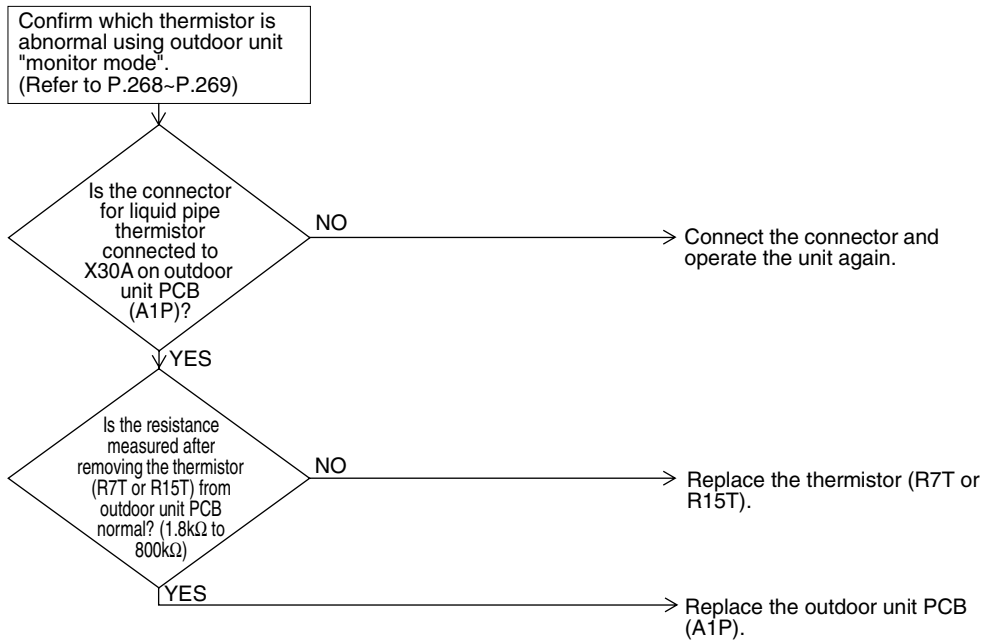 Confirm which thermistor is
abnormal using outdoor unit
"monitor mode".
(Refer to P.268~P.269)
Is the connector
for liquid pipe
thermistor
connected to
X30A on outdoor
unit PCB
(A1P)?
NO
Connect the connector and
operate the unit again.
YES
Is the resistance
measured after
removing the thermistor
(R7T or R15T) from
outdoor unit PCB
normal? (1.8kΩ to
800kΩ)
NO
Replace the thermistor (R7T or
R15T).
YES
Replace the outdoor unit PCB
(A1P).